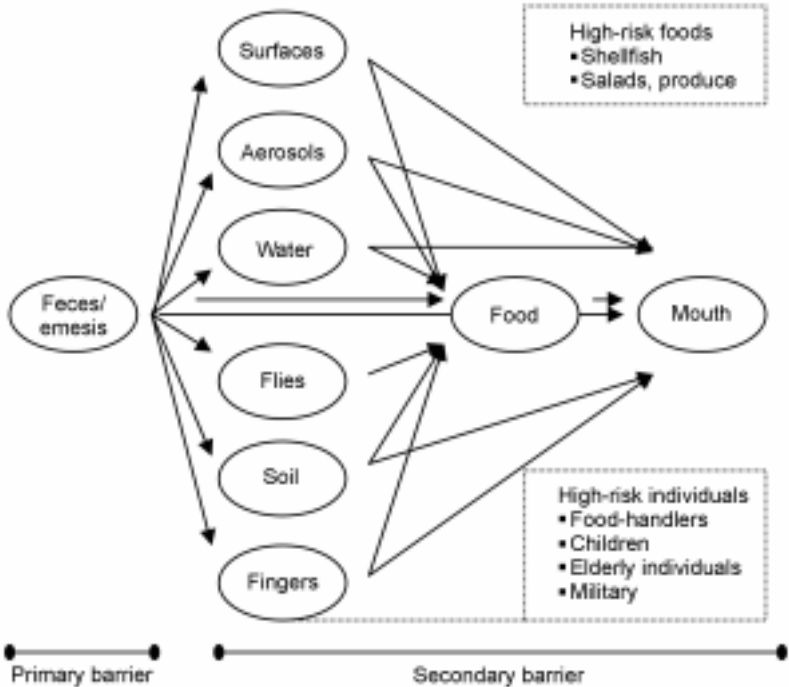 Surfaces
Aerosols
Water
Feces/
emesis
Food
Mouth
Flies
Soil
Fingers
High-risk foods
▪ Shellfish
▪ Salads, produce
High-risk individuals
▪ Food-handlers
▪ Children
▪ Elderly individuals
▪ Military
Primary barrier
Secondary barrier